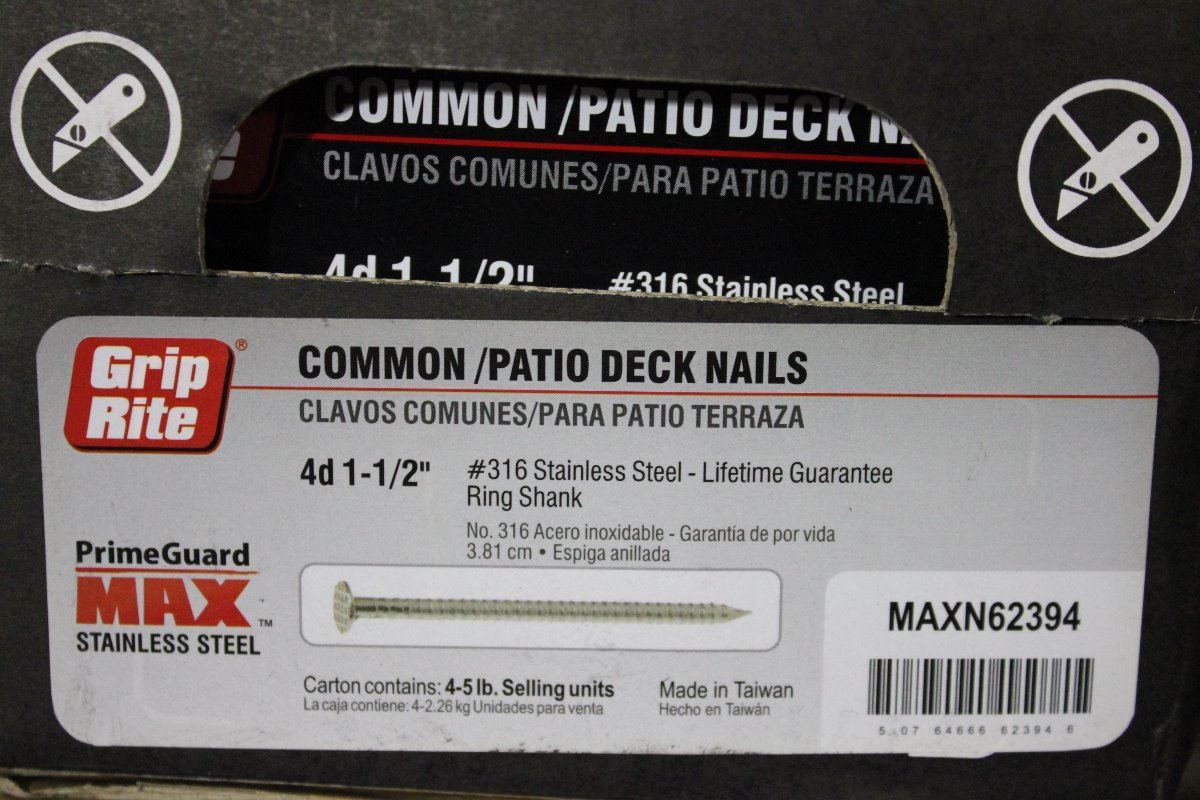 COMMON /PATIO DECK
CLAVOS COMUNES/PARA PATIO TERRAZA
4d 1-1/2" #316 Stainless Steel
Grip
Rite®
COMMON /PATIO DECK NAILS
CLAVOS COMUNES/PARA PATIO TERRAZA
4d 1-1/2" #316 Stainless Steel - Lifetime Guarantee
Ring Shank
No. 316 Acero inoxidable - Garantía de por vida
3.81 cm • Espiga anillada
PrimeGuard
MAX™
STAINLESS STEEL
MAXN62394
Carton contains: 4-5 lb. Selling units
La caja contiene: 4-2.26 kg Unidades para venta
Made in Taiwan
Hecho en Taiwán
5 07 64666 62394 6